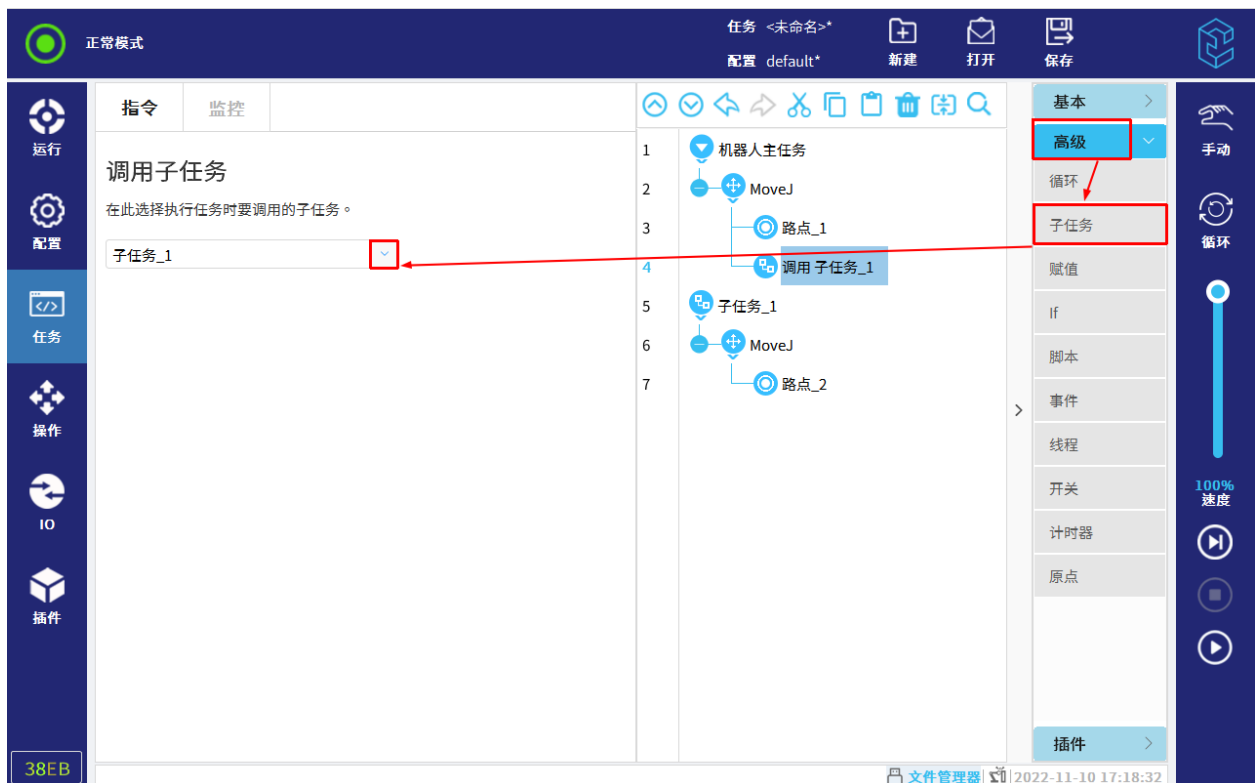 正常模式
任务 <未命名>*
配置 default*
新建
打开
保存
运行
配置
任务
操作
IO
插件
38EB
指令 监控
调用子任务
在此选择执行任务时要调用的子任务。
子任务_1
1 机器人主任务
2 MoveJ
3 路点_1
4 调用 子任务_1
5 子任务_1
6 MoveJ
7 路点_2
基本
高级
循环
子任务
赋值
If
脚本
事件
线程
开关
计时器
原点
插件
手动
循环
100%
速度
文件管理器
2022-11-10 17:18:32